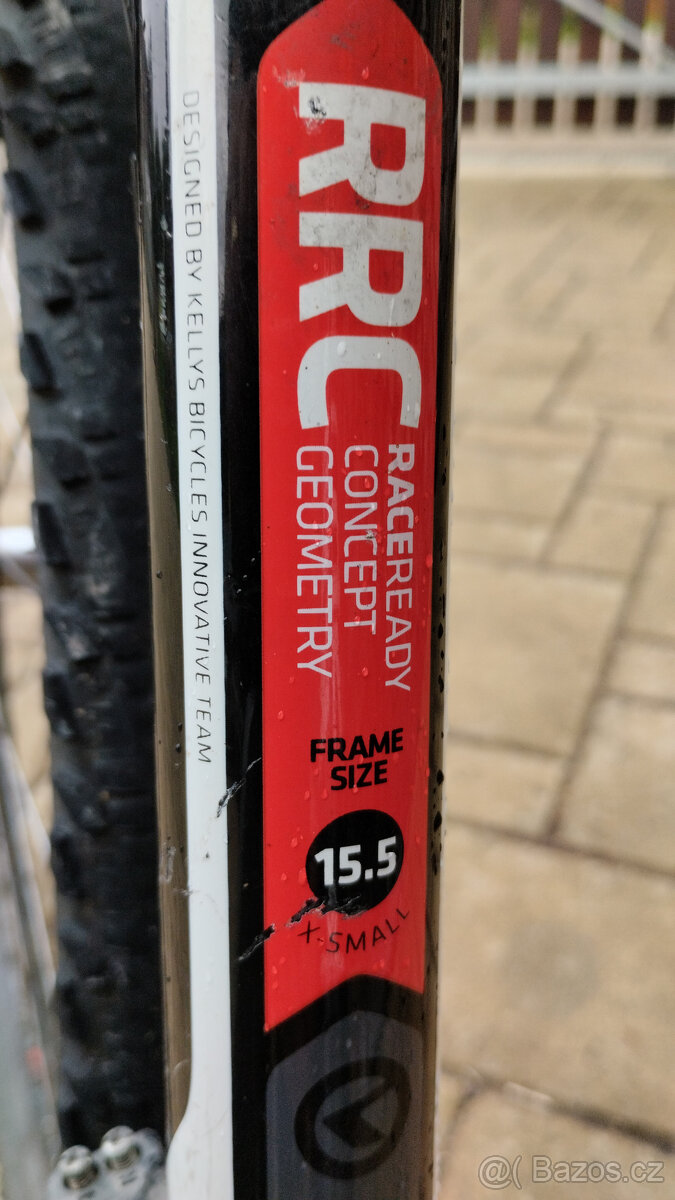 DESIGNED BY KELLYS BICYCLES INNOVATIVE TEAM
RRC
RACEREADY
CONCEPT
GEOMETRY
FRAME
SIZE
15.5
X-SMALL
@( Bazos.cz